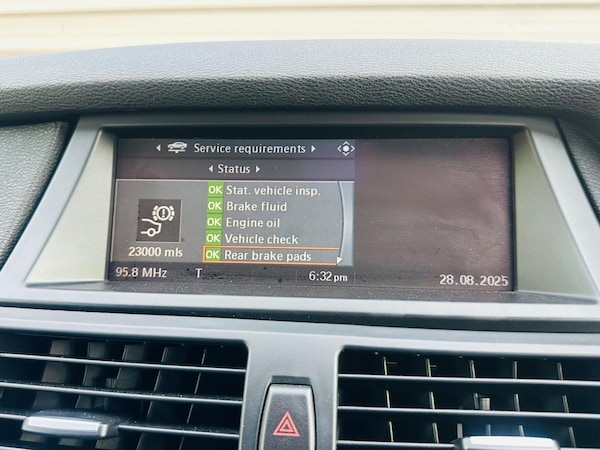 Service requirements
Status
OK Stat. vehicle insp.
OK Brake fluid
OK Engine oil
OK Vehicle check
OK Rear brake pads
23000 mls
95.8 MHz T 6:32 pm 28.08.2025